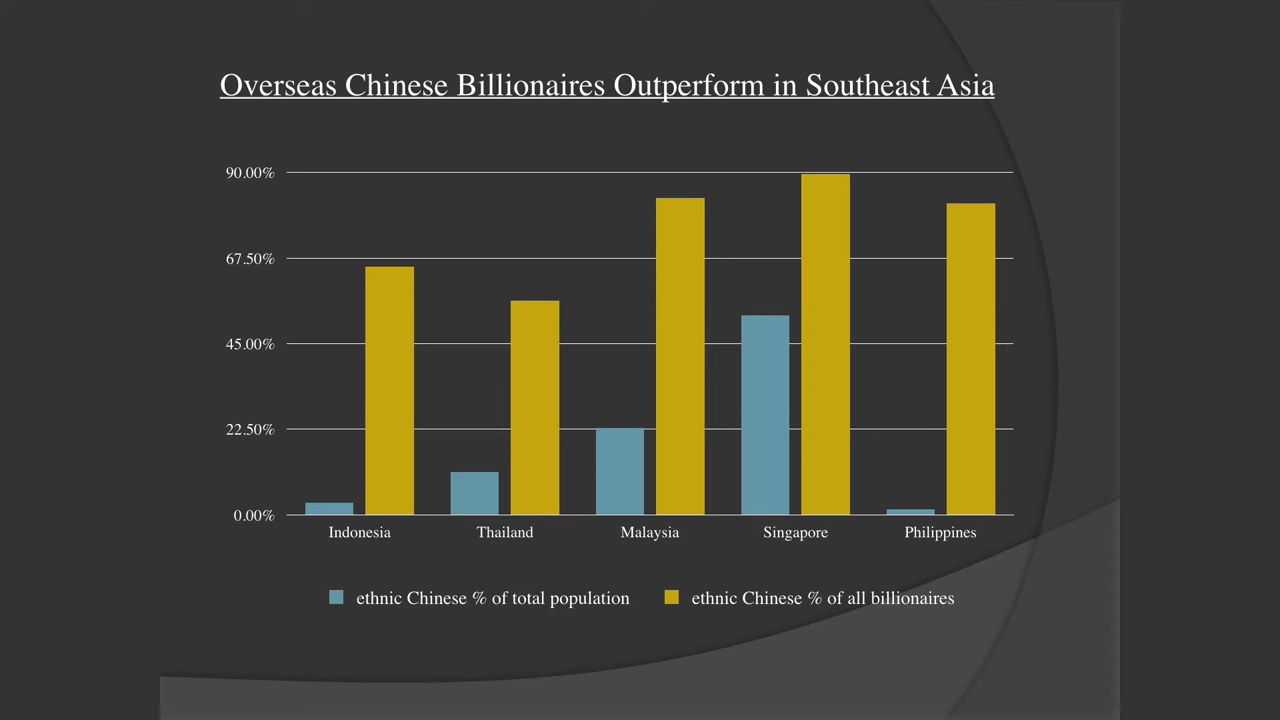 Overseas Chinese Billionaires Outperform in Southeast Asia
90.00%
67.50%
45.00%
22.50%
0.00%
Indonesia Thailand Malaysia Singapore Philippines
ethnic Chinese % of total population ethnic Chinese % of all billionaires